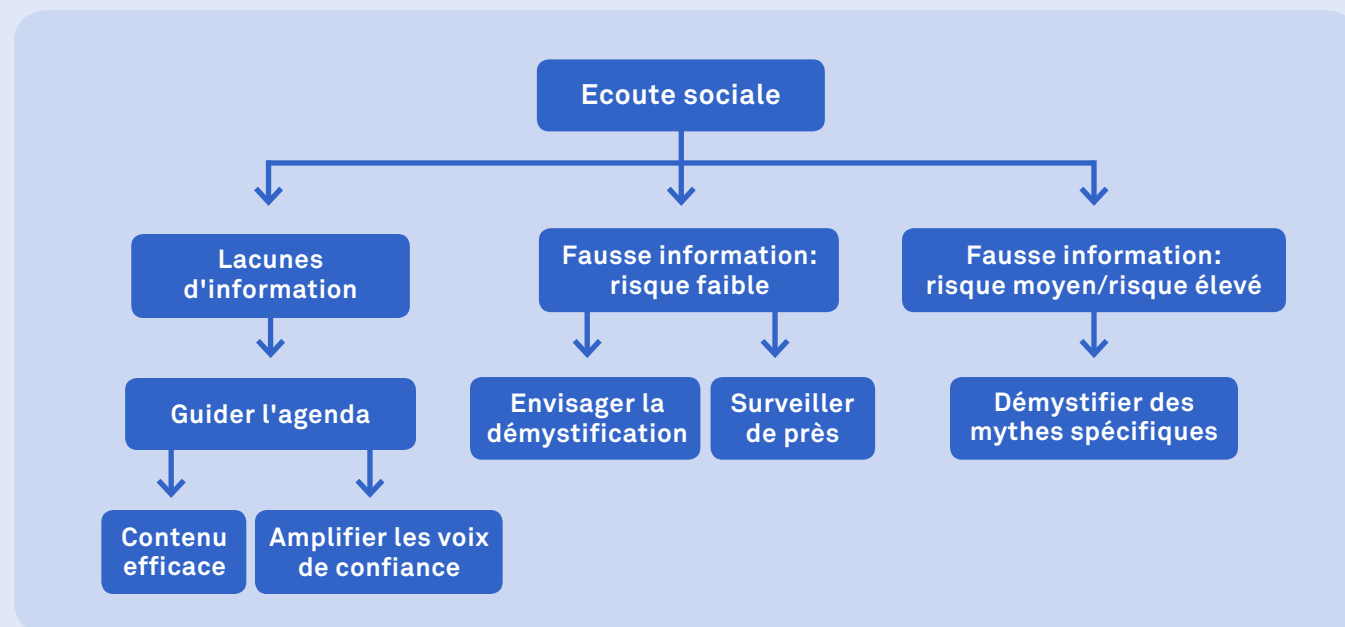 Ecoute sociale
Lacunes
d'information
Fausse information:
risque faible
Fausse information:
risque moyen/risque élevé
Guider l'agenda
Envisager la
démystification
Surveiller
de près
Démystifier des
mythes spécifiques
Contenu
efficace
Amplifier les voix
de confiance